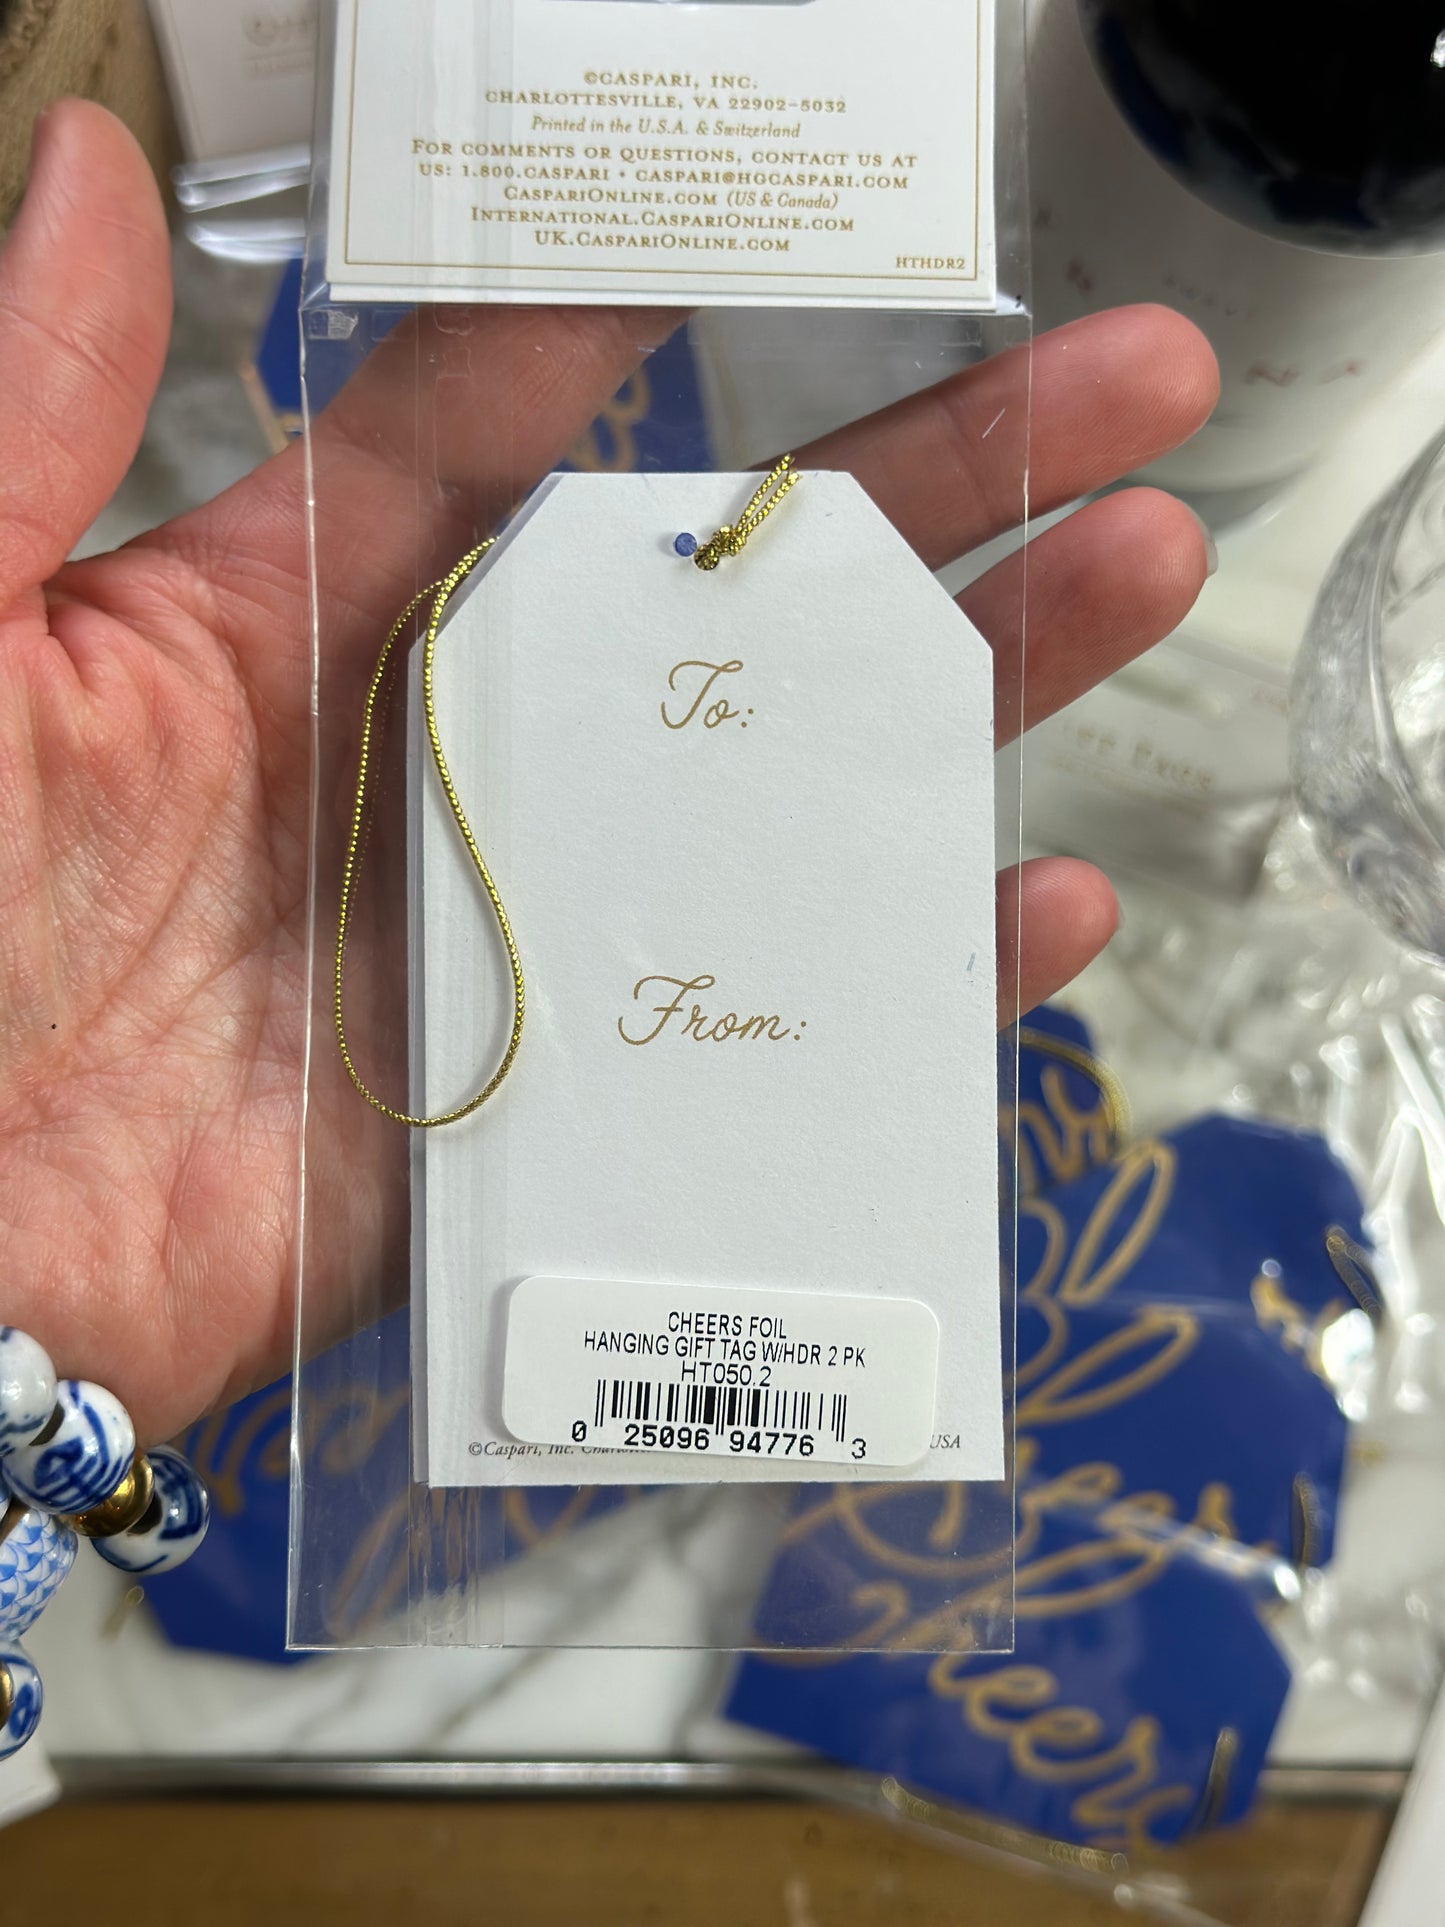 ©CASPARI, INC.
CHARLOTTESVILLE, VA 22902-5032
Printed in the U.S.A. & Switzerland
FOR COMMENTS OR QUESTIONS, CONTACT US AT
US: 1.800.CASPARI • CASPARI@HGCASPARI.COM
CASPARIONLINE.COM (US & Canada)
INTERNATIONAL.CASPARIONLINE.COM
UK.CASPARIONLINE.COM
HTHDR2
To:
From:
CHEERS FOIL
HANGING GIFT TAG W/HDR 2 PK
HT050.2
0 25096 94776 3
©Caspari, Inc. USA
Cheers